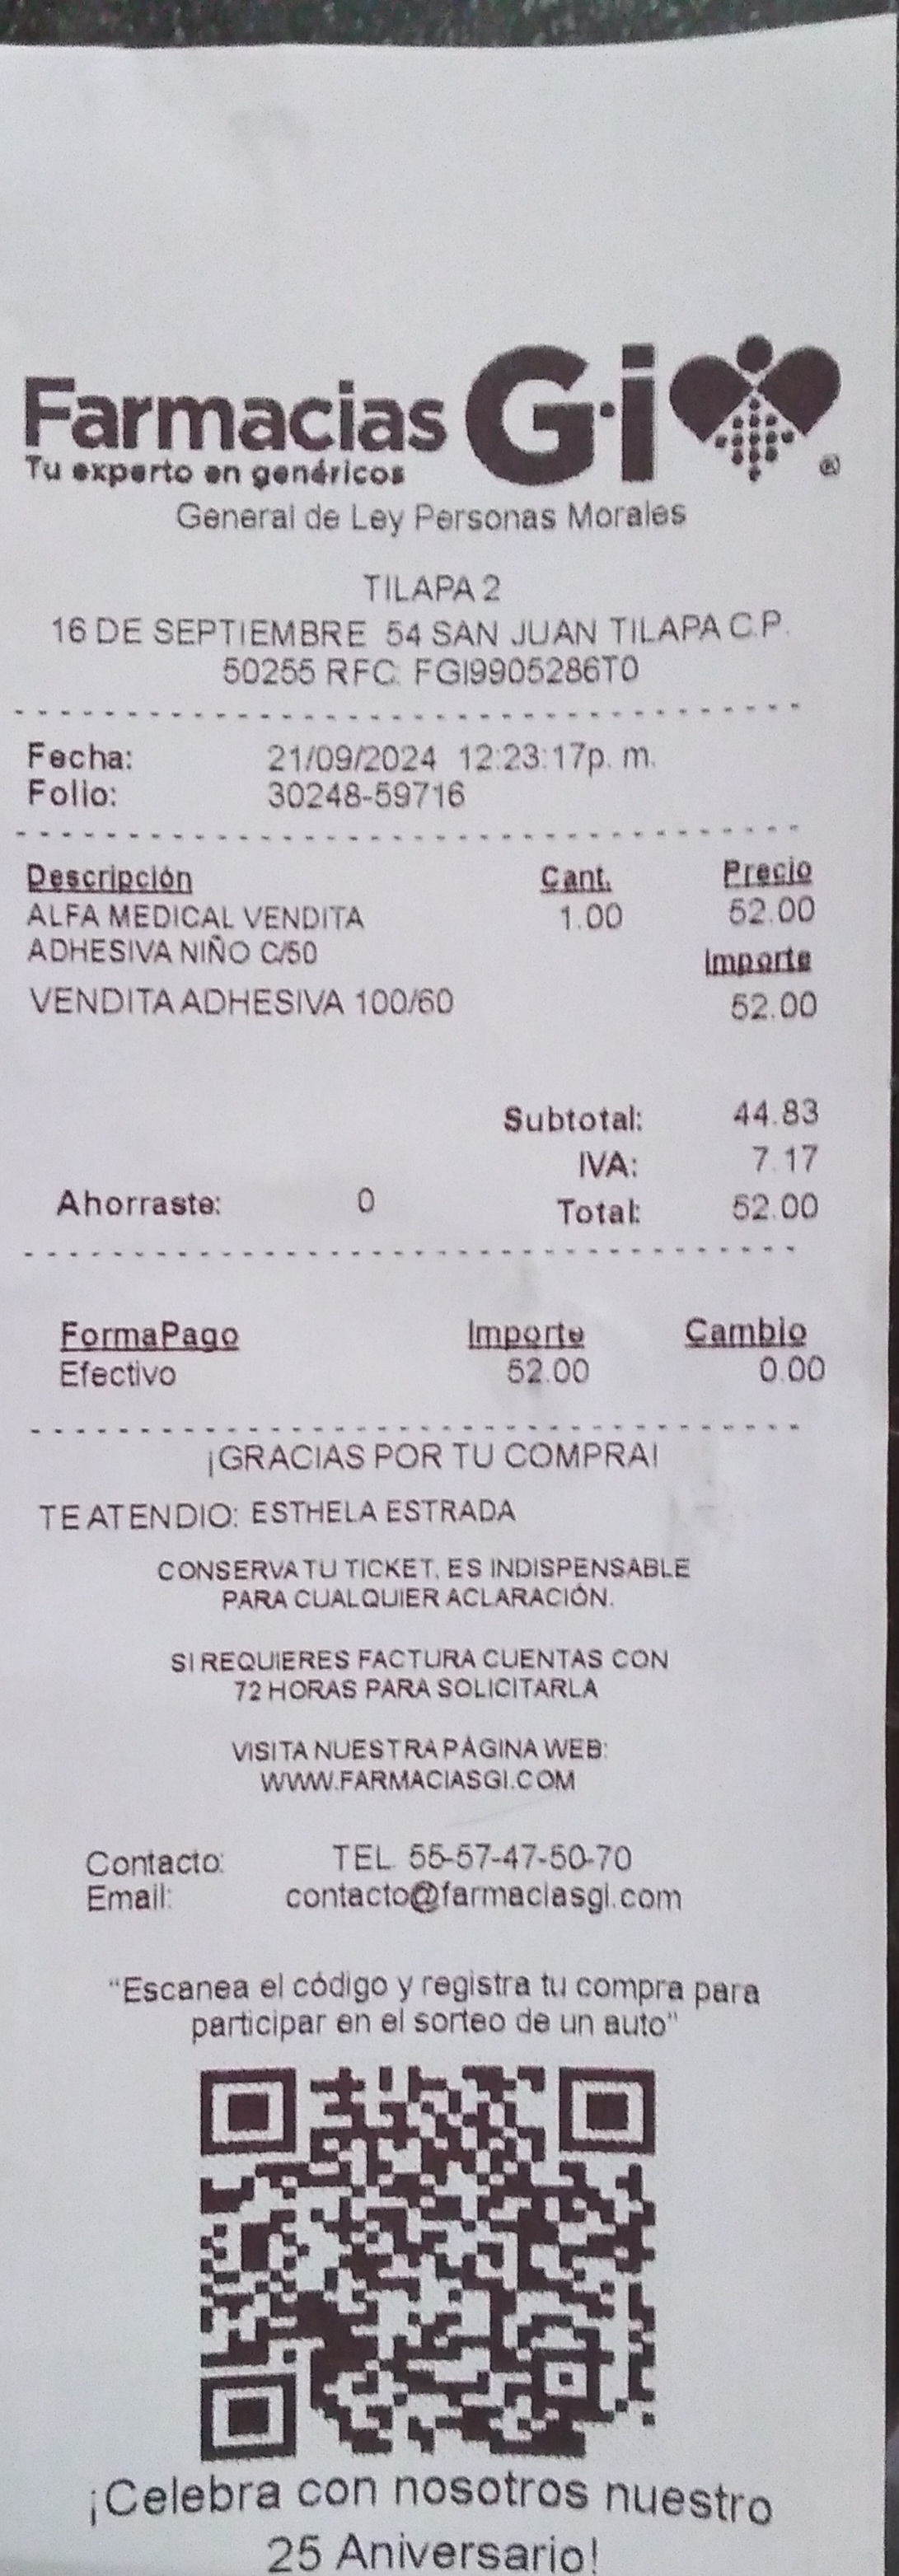 Farmacias Gi
Tu experto en genéricos
®
General de Ley Personas Morales
TILAPA 2
16 DE SEPTIEMBRE 54 SAN JUAN TILAPA C.P.
50255 RFC: FGI9905286T0
Fecha: 21/09/2024 12:23:17p. m.
Folio: 30248-59716
Descripción Cant. Precio
ALFA MEDICAL VENDITA 1.00 52.00
ADHESIVA NIÑO C/50 Importe
VENDITA ADHESIVA 100/60 52.00
Subtotal: 44.83
IVA: 7.17
Ahorraste: 0 Total: 52.00
FormaPago Importe Cambio
Efectivo 52.00 0.00
¡GRACIAS POR TU COMPRA!
TE ATENDIO: ESTHELA ESTRADA
CONSERVA TU TICKET, ES INDISPENSABLE
PARA CUALQUIER ACLARACIÓN.
SI REQUIERES FACTURA CUENTAS CON
72 HORAS PARA SOLICITARLA
VISITA NUESTRA PÁGINA WEB:
WWW.FARMACIASGI.COM
Contacto: TEL. 55-57-47-50-70
Email: contacto@farmaciasgi.com
“Escanea el código y registra tu compra para
participar en el sorteo de un auto”
¡Celebra con nosotros nuestro
25 Aniversario!